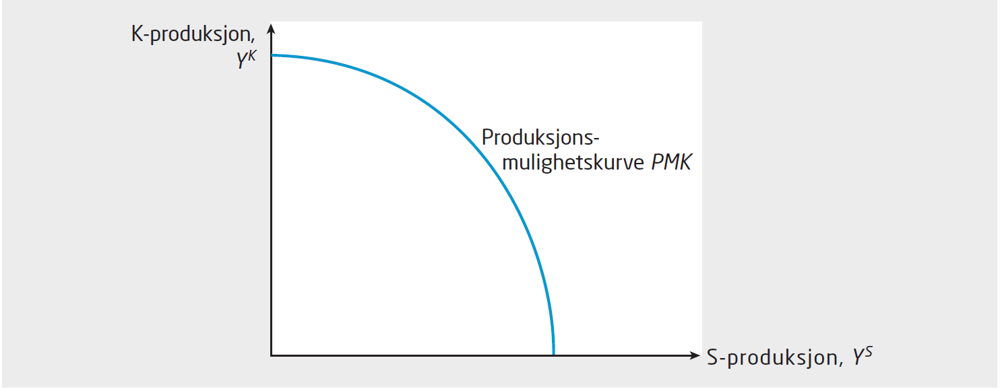 K-produksjon,
Y^K
Produksjons-
mulighetskurve PMK
S-produksjon, Y^S